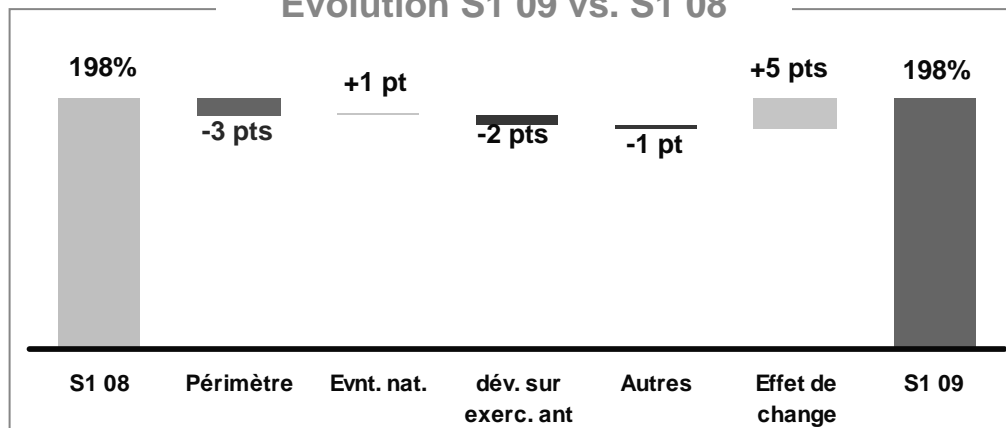 Evolution S1 09 vs. S1 08
198%
-3 pts
+1 pt
-2 pts
-1 pt
+5 pts
198%
S1 08
Périmètre
Evnt. nat.
dév. sur
exerc. ant
Autres
Effet de
change
S1 09